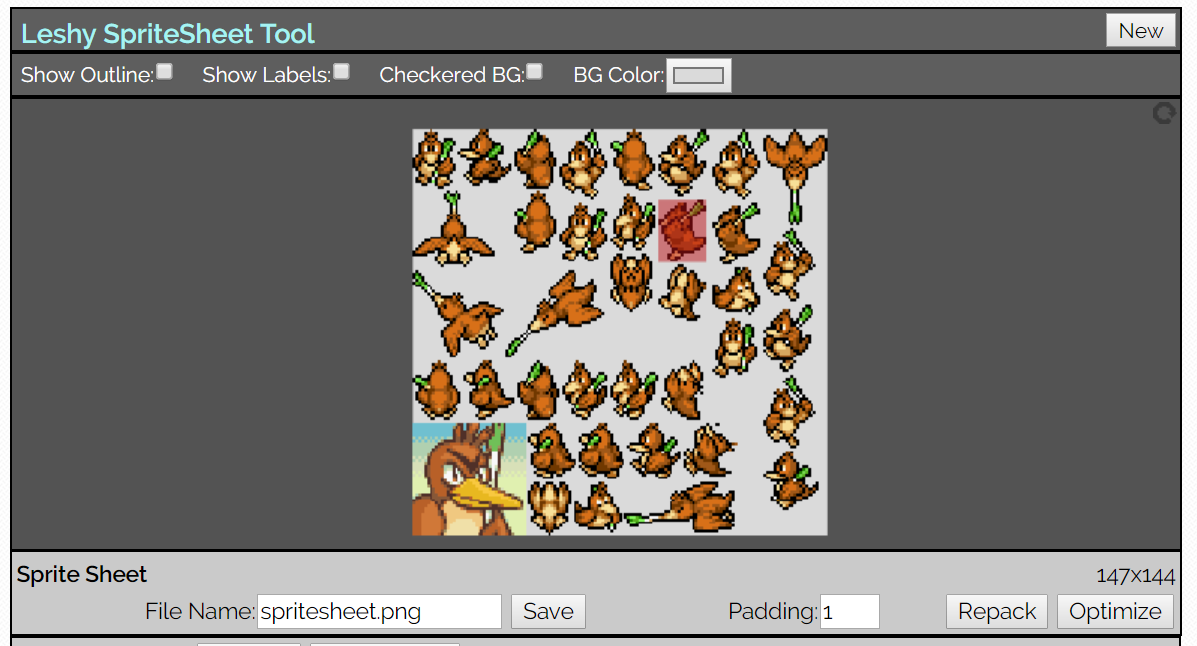 Leshy SpriteSheet Tool
New
Show Outline: Show Labels: Checkered BG: BG Color:
Sprite Sheet
147x144
File Name: spritesheet.png Save Padding: 1 Repack Optimize